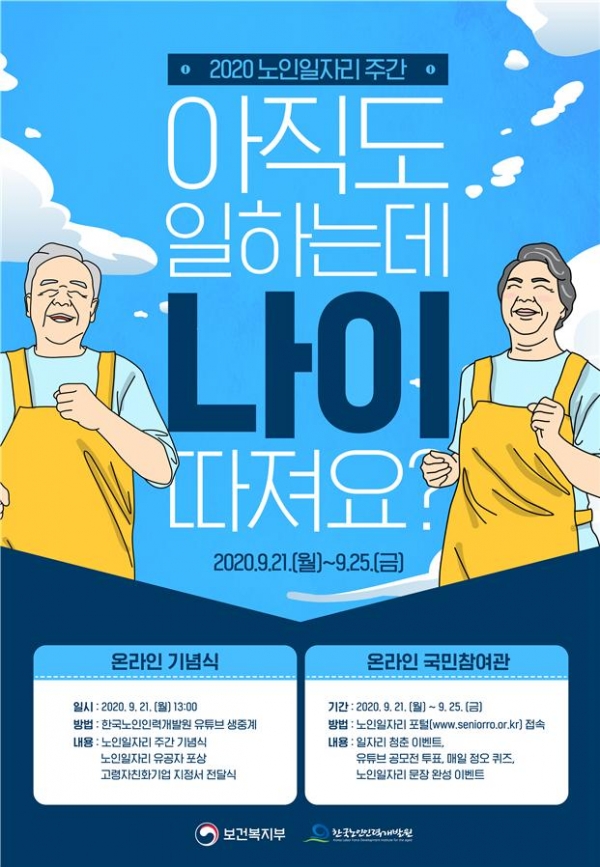 2020 노인일자리 주간
아직도
일하는데
나이
따져요?
2020.9.21.(월)~9.25.(금)
온라인 기념식
일시 : 2020. 9. 21. (월) 13:00
방법 : 한국노인인력개발원 유튜브 생중계
내용 : 노인일자리 주간 기념식
노인일자리 유공자 포상
고령자친화기업 지정서 전달식
온라인 국민참여관
기간 : 2020. 9. 21. (월) ~ 9. 25. (금)
방법 : 노인일자리 포털(www.seniorro.or.kr) 접속
내용 : 일자리 청춘 이벤트,
유튜브 공모전 투표, 매일 정오 퀴즈,
노인일자리 문장 완성 이벤트
보건복지부
한국노인인력개발원
Korea Labor Force Development Institute for the aged